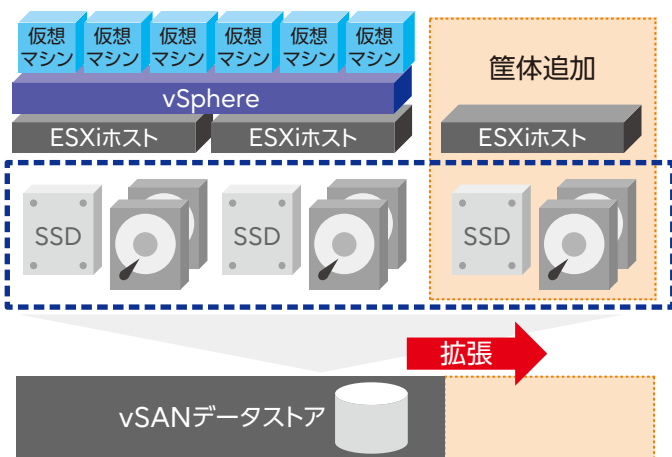 仮想
マシン
仮想
マシン
仮想
マシン
仮想
マシン
仮想
マシン
仮想
マシン
vSphere
ESXiホスト
ESXiホスト
筐体追加
ESXiホスト
SSD
SSD
SSD
拡張
vSANデータストア